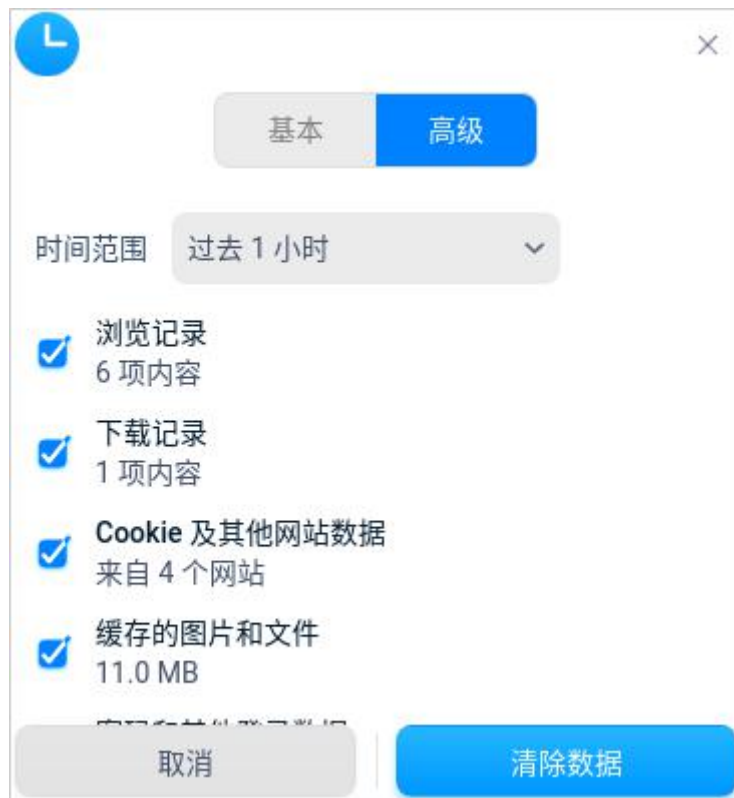 基本
高级
时间范围 过去 1 小时
浏览记录
6 项内容
下载记录
1 项内容
Cookie 及其他网站数据
来自 4 个网站
缓存的图片和文件
11.0 MB
取消
清除数据